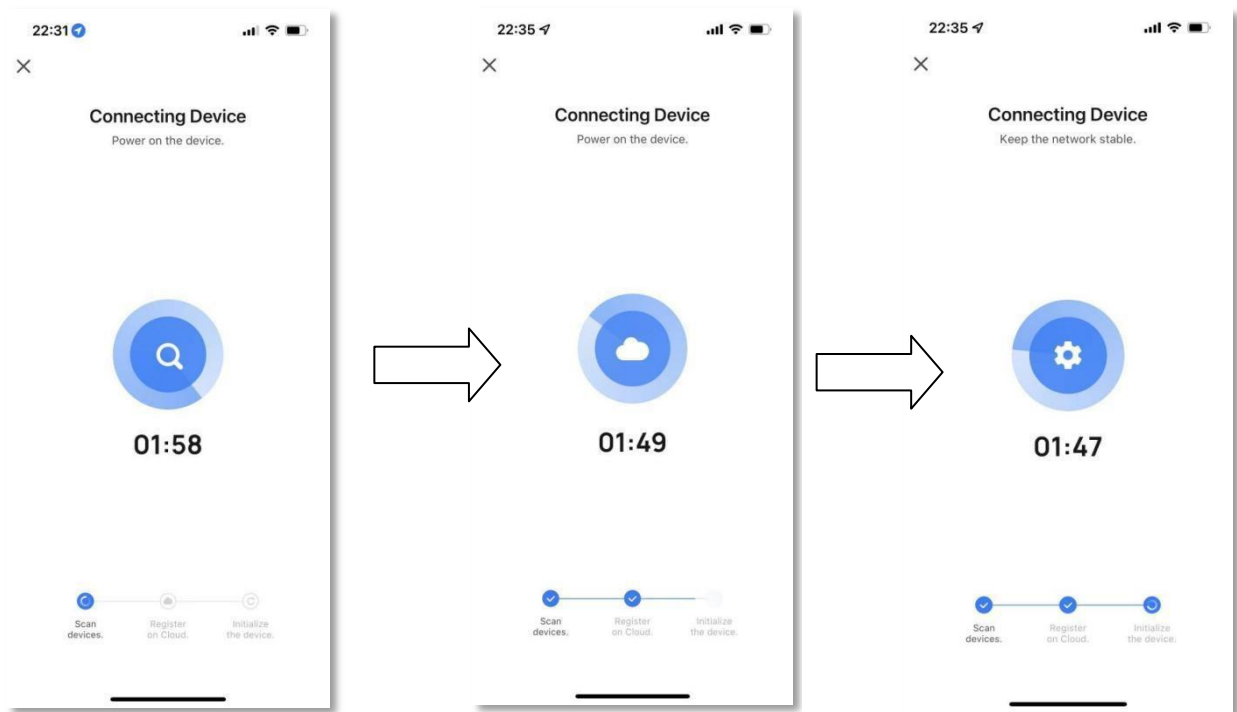 22:31
Connecting Device
Power on the device.
01:58
Scan
devices.
Register
on Cloud.
Initialize
the device.
22:35
Connecting Device
Power on the device.
01:49
Scan
devices.
Register
on Cloud.
Initialize
the device.
22:35
Connecting Device
Keep the network stable.
01:47
Scan
devices.
Register
on Cloud.
Initialize
the device.